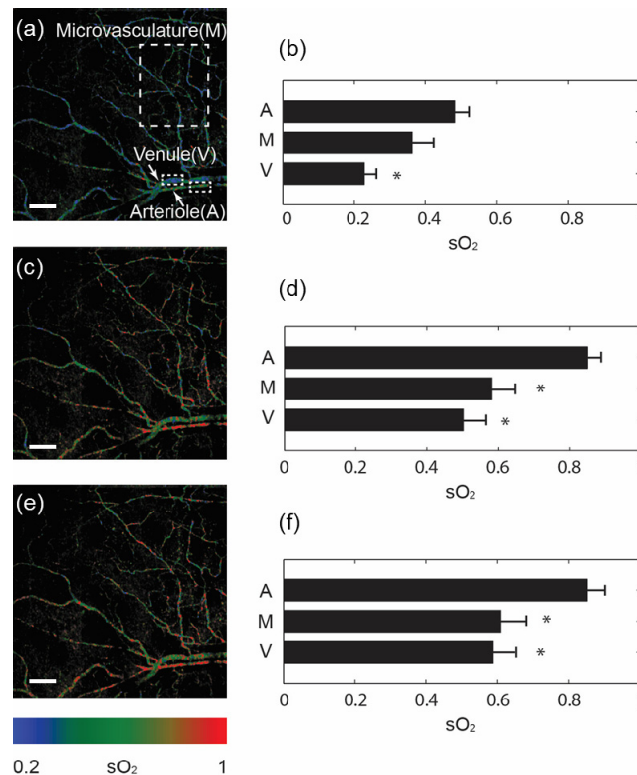 (a)
Microvasculature(M)
Venule(V)
Arteriole(A)
(b)
A
M
V
*
0 0.2 0.4 0.6 0.8
sO₂
(c)
(d)
A
M
*
V
*
0 0.2 0.4 0.6 0.8
sO₂
(e)
(f)
A
M
*
V
*
0 0.2 0.4 0.6 0.8
sO₂
0.2 sO₂ 1